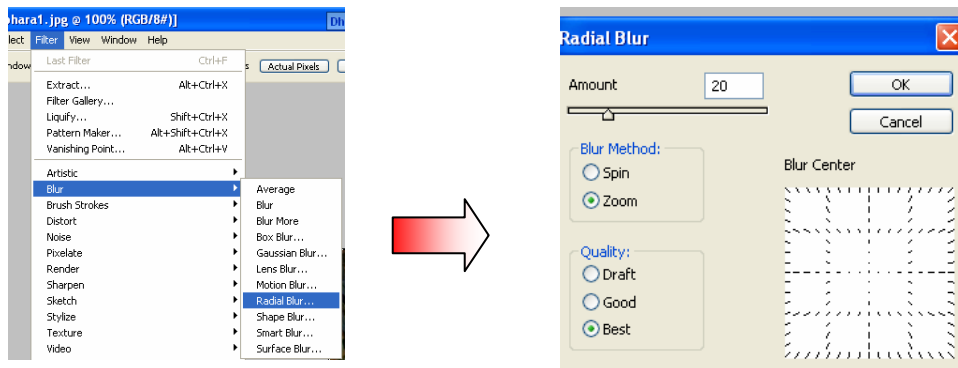 ohara1.jpg @ 100% (RGB/8#)]
Dh
lect Filter View Window Help
ndow
s Actual Pixels
Last Filter Ctrl+F
Extract... Alt+Ctrl+X
Filter Gallery...
Liquify... Shift+Ctrl+X
Pattern Maker... Alt+Shift+Ctrl+X
Vanishing Point... Alt+Ctrl+V
Artistic
Blur
Brush Strokes
Distort
Noise
Pixelate
Render
Sharpen
Sketch
Stylize
Texture
Video
Average
Blur
Blur More
Box Blur...
Gaussian Blur...
Lens Blur...
Motion Blur...
Radial Blur...
Shape Blur...
Smart Blur...
Surface Blur...
Radial Blur
Amount 20
OK
Cancel
Blur Method:
Spin
Zoom
Blur Center
Quality:
Draft
Good
Best